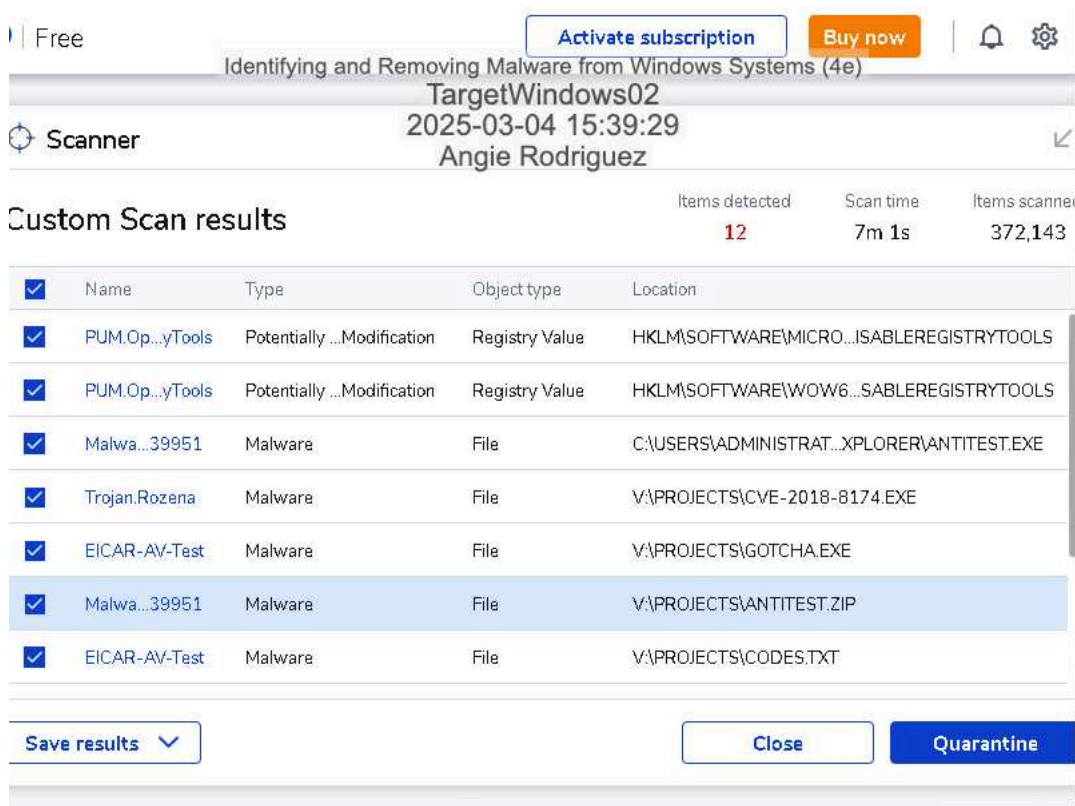 Free
Activate subscription
Buy now
Identifying and Removing Malware from Windows Systems (4e)
TargetWindows02
2025-03-04 15:39:29
Angie Rodriguez
Scanner
Custom Scan results
Items detected
12
Scan time
7m 1s
Items scanne
372,143
Name Type Object type Location
PUM.Op...yTools Potentially ...Modification Registry Value HKLM\SOFTWARE\MICRO...ISABLEREGISTRYTOOLS
PUM.Op...yTools Potentially ...Modification Registry Value HKLM\SOFTWARE\WOW6...SABLEREGISTRYTOOLS
Malwa...39951 Malware File C:\USERS\ADMINISTRAT...XPLORER\ANTITEST.EXE
Trojan.Rozena Malware File V:\PROJECTS\CVE-2018-8174.EXE
EICAR-AV-Test Malware File V:\PROJECTS\GOTCHA.EXE
Malwa...39951 Malware File V:\PROJECTS\ANTITEST.ZIP
EICAR-AV-Test Malware File V:\PROJECTS\CODES.TXT
Save results
Close
Quarantine